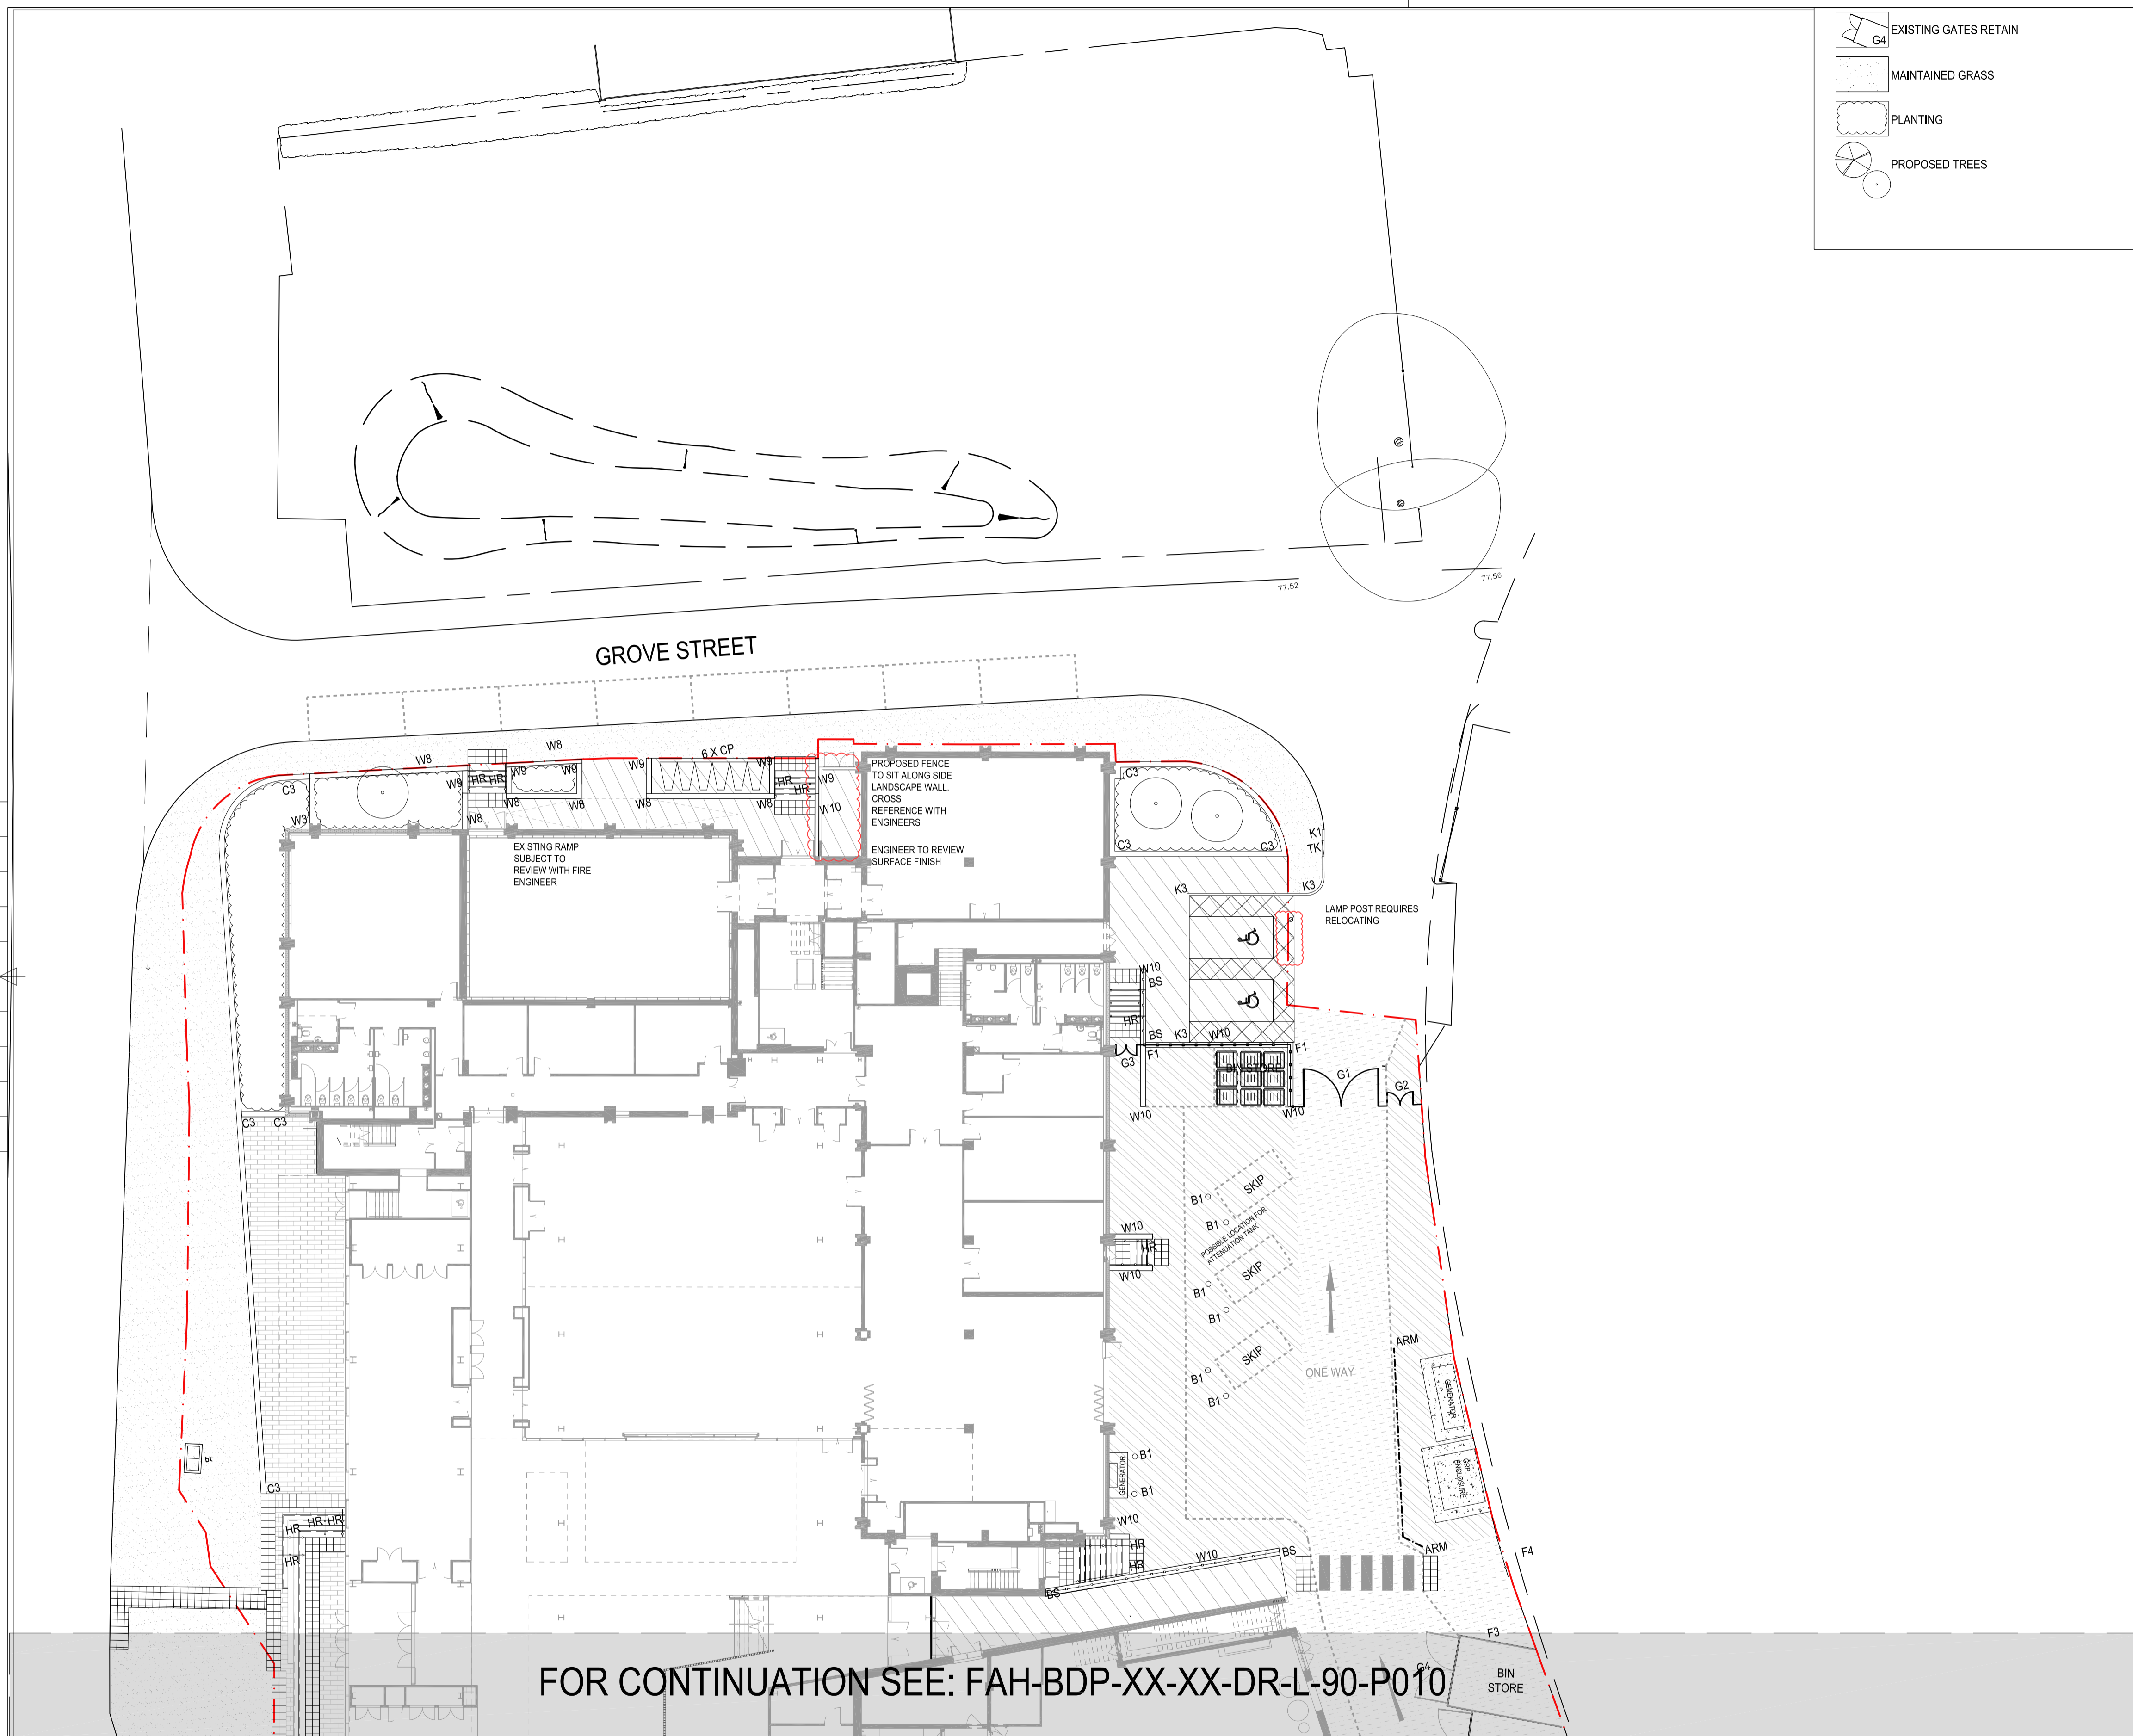 G4
EXISTING GATES RETAIN
MAINTAINED GRASS
PLANTING
PROPOSED TREES
77.52
77.56
GROVE STREET
W8
W8
6 X CP
W9
HR HR
W9
W9
W9
W9
HR
HR
W9
W10
W8
W8
W8
W8
W8
C3
W3
PROPOSED FENCE
TO SIT ALONG SIDE
LANDSCAPE WALL.
CROSS
REFERENCE WITH
ENGINEERS
ENGINEER TO REVIEW
SURFACE FINISH
EXISTING RAMP
SUBJECT TO
REVIEW WITH FIRE
ENGINEER
C3
C3
C3
K1
TK
K3
K3
LAMP POST REQUIRES
RELOCATING
W10
BS
HR
BS
K3
W10
G3
F1
F1
BIN STORE
G1
G2
W10
W10
C3
C3
B1
SKIP
B1
POSSIBLE LOCATION FOR
ATTENUATION TANK
W10
HR
W10
B1
SKIP
B1
SKIP
B1
B1
ONE WAY
ARM
GENERATOR
GRP
ENCLOSURE
bt
C3
HR
HR
HR
HR
GENERATOR
B1
B1
W10
HR
HR
W10
BS
BS
ARM
F4
F3
G4
BIN
STORE
FOR CONTINUATION SEE: FAH-BDP-XX-XX-DR-L-90-P010